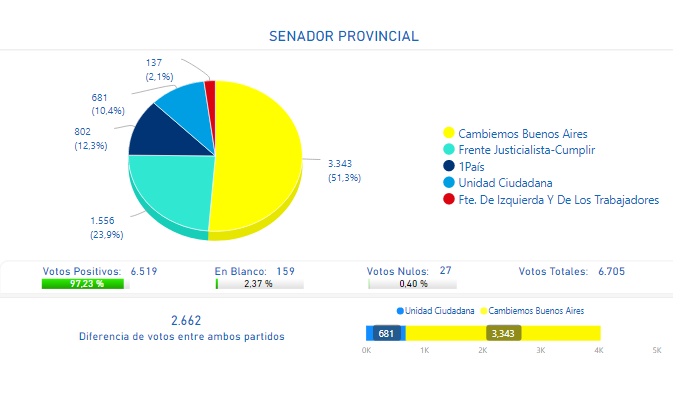 SENADOR PROVINCIAL
137
(2,1%)
681
(10,4%)
802
(12,3%)
1.556
(23,9%)
3.343
(51,3%)
Cambiemos Buenos Aires
Frente Justicialista-Cumplir
1País
Unidad Ciudadana
Fte. De Izquierda Y De Los Trabajadores
Votos Positivos: 6.519
97,23 %
En Blanco: 159
2,37 %
Votos Nulos: 27
0,40 %
Votos Totales: 6.705
2.662
Diferencia de votos entre ambos partidos
Unidad Ciudadana Cambiemos Buenos Aires
681 3,343
0K 1K 2K 3K 4K 5K